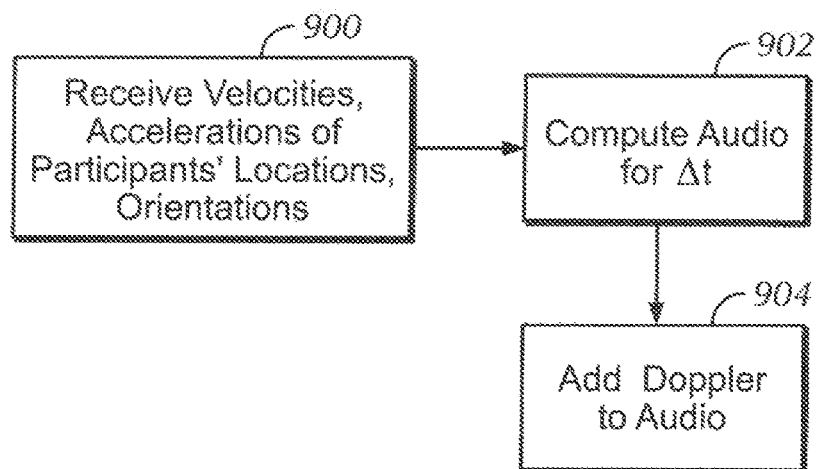 900
Receive Velocities,
Accelerations of
Participants' Locations,
Orientations
902
Compute Audio
for Δt
904
Add Doppler
to Audio